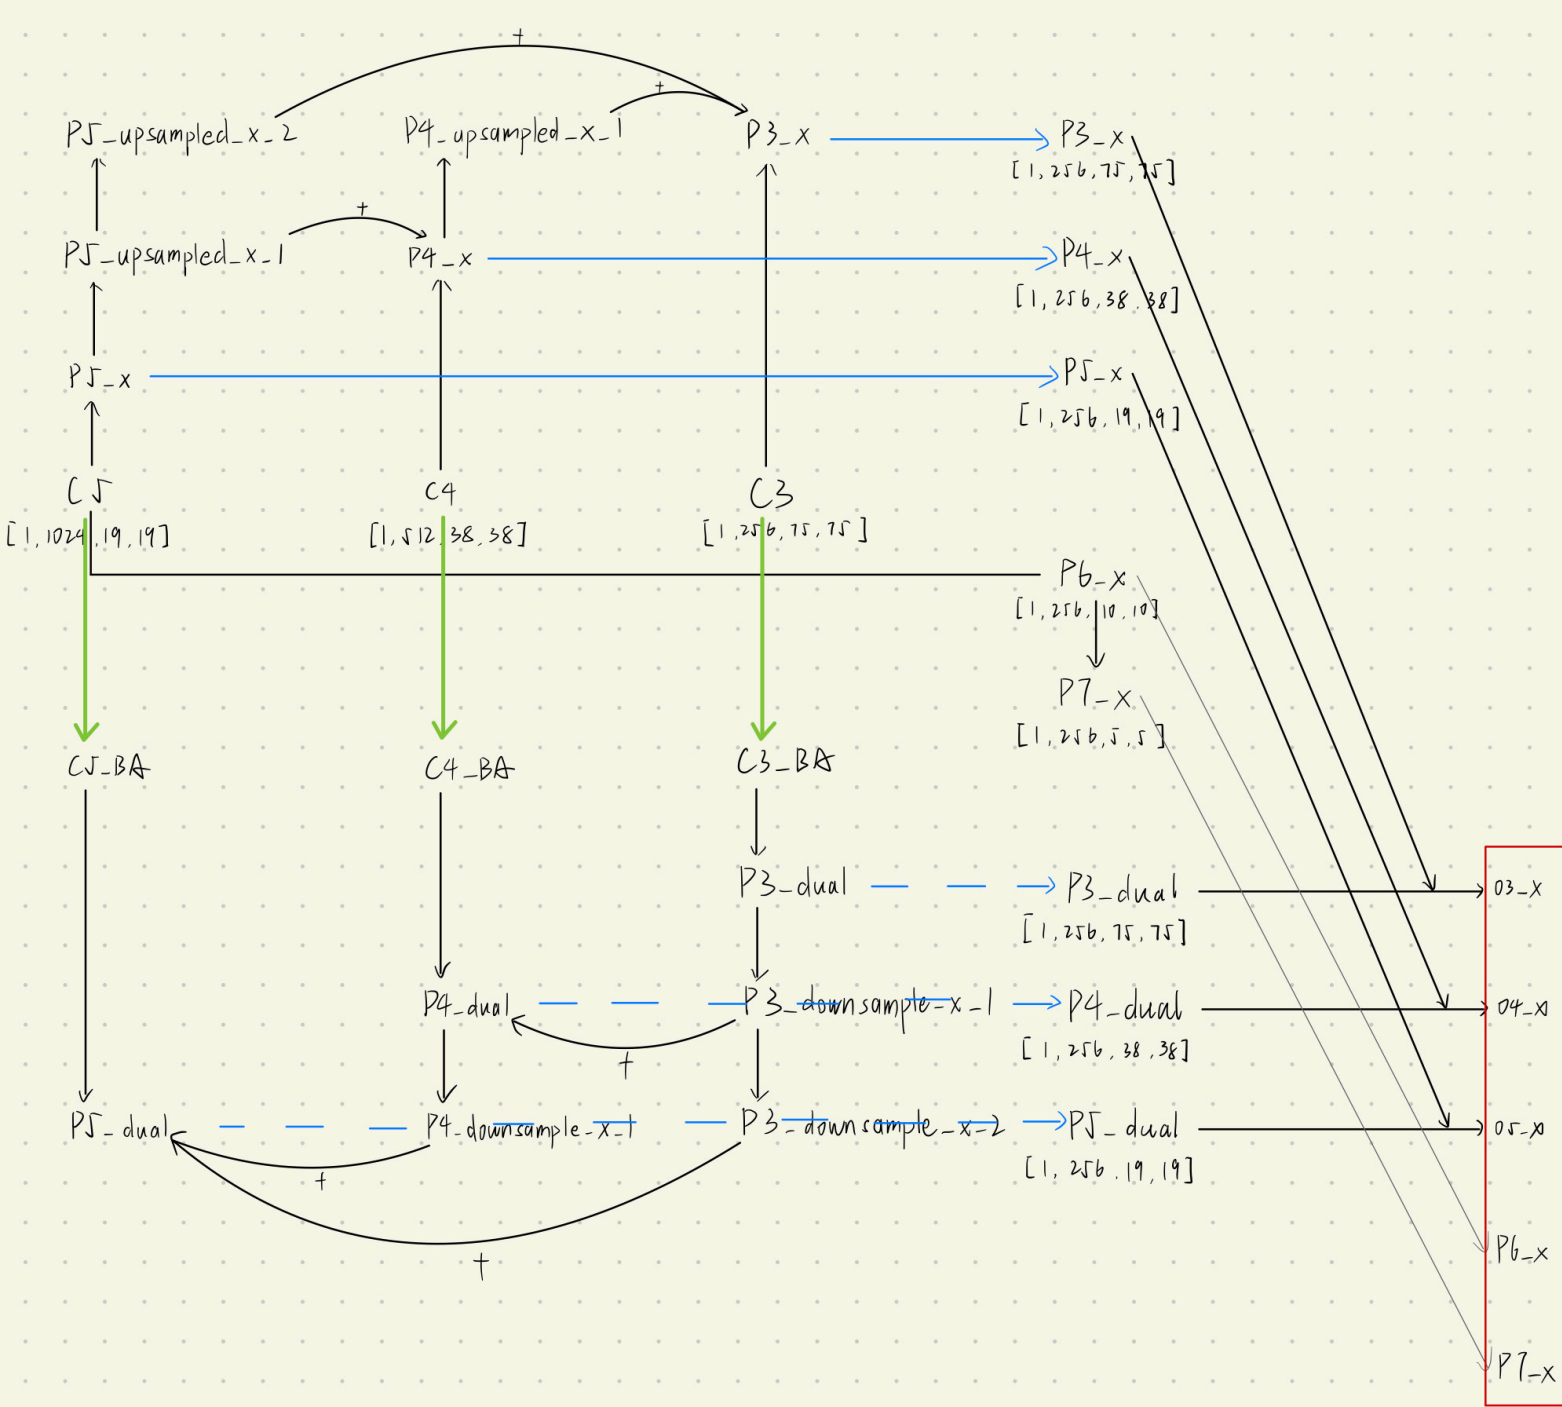 +
+
P5_upsampled_x_2
P4_upsampled_x_1
P3_x
P3_x
[1,256,75,75]
+
P5_upsampled_x_1
P4_x
P4_x
[1,256,38,38]
P5_x
P5_x
[1,256,19,19]
C5
C4
C3
[1,1024,19,19]
[1,512,38,38]
[1,256,75,75]
P6_x
[1,256,10,10]
P7_x
[1,256,5,5]
C5_BA
C4_BA
C3_BA
P3_dual
P3_dual
03_x
[1,256,75,75]
P4_dual
P3_downsample_x_1
P4_dual
04_x
[1,256,38,38]
+
P5_dual
P4_downsample_x_1
P3_downsample_x_2
P5_dual
05_x
[1,256,19,19]
+
+
P6_x
P7_x